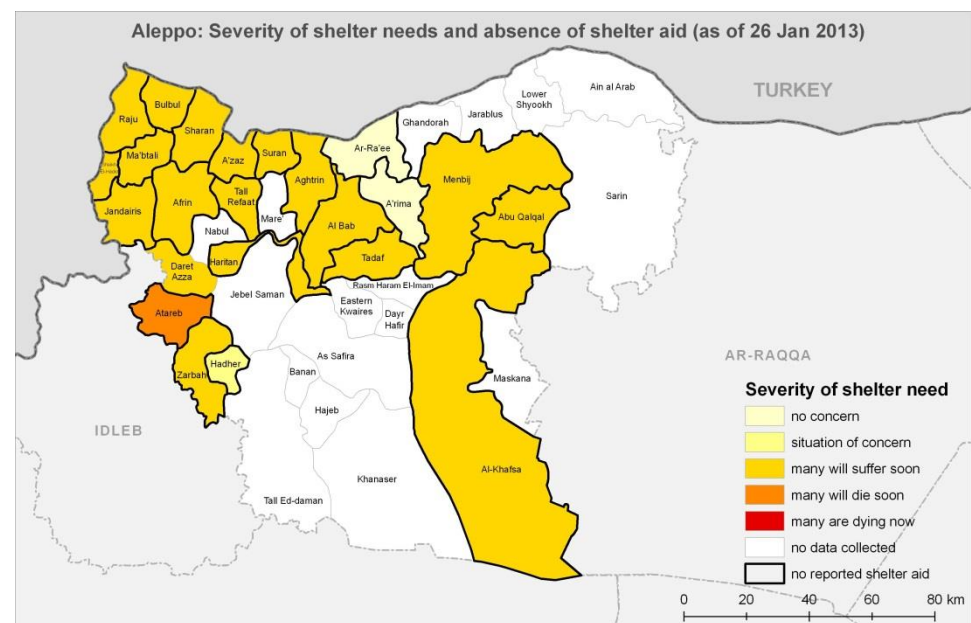 Aleppo: Severity of shelter needs and absence of shelter aid (as of 26 Jan 2013)
TURKEY
Ain al Arab
Lower
Shyookh
Jarablus
Ghandorah
Bulbul
Raju
Sharan
Ar-Ra'ee
Ma'btali
A'zaz
Suran
Aghtrin
Menbij
Sarin
Jandairis
Afrin
Tall
Refaat
Mare'
A'rima
Abu Qalqal
Al Bab
Nabul
Tadaf
Haritan
Daret
Azza
Rasm Haram El-Imam
Jebel Saman
Eastern
Kwaires
Dayr
Hafir
Atareb
As Safira
AR-RAQQA
Hadher
Zarbah
Banan
Maskana
Hajeb
IDLEB
Al-Khafsa
Khanaser
Tall Ed-daman
Severity of shelter need
no concern
situation of concern
many will suffer soon
many will die soon
many are dying now
no data collected
no reported shelter aid
0 20 40 60 80 km